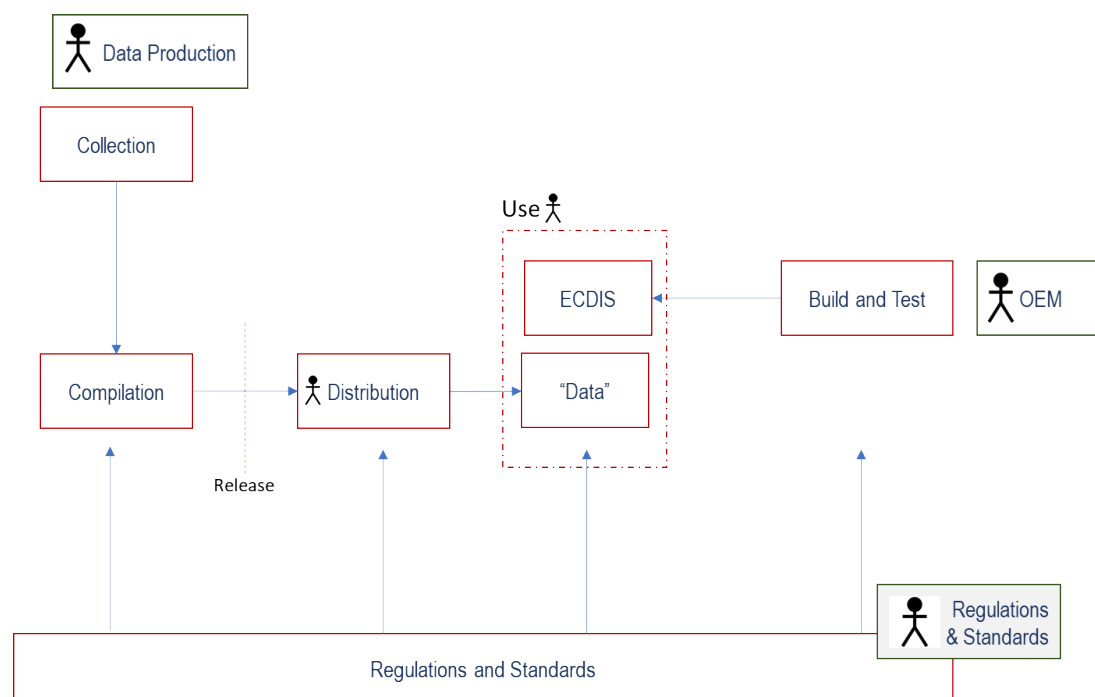 Data Production
Collection
Use
ECDIS
Build and Test
OEM
Compilation
Distribution
“Data”
Release
Regulations
& Standards
Regulations and Standards